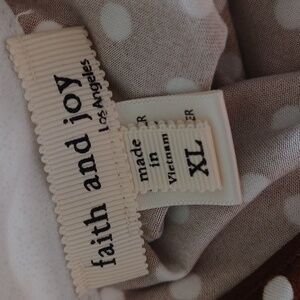 faith and joy
Los Angeles
made
in
Vietnam
XL